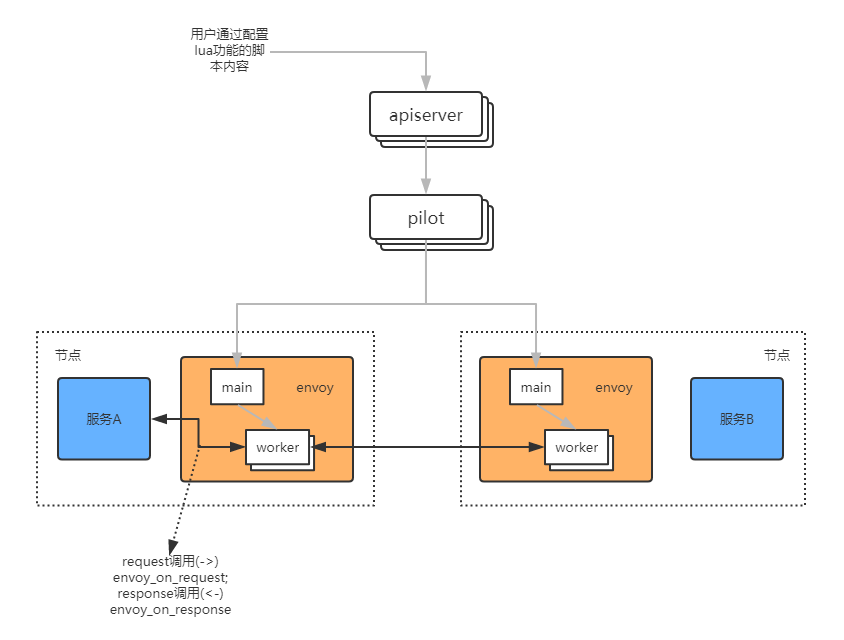 用户通过配置
lua功能的脚
本内容
apiserver
pilot
节点
节点
main
envoy
main
envoy
服务A
服务B
worker
worker
request调用(->)
envoy_on_request;
response调用(<-)
envoy_on_response